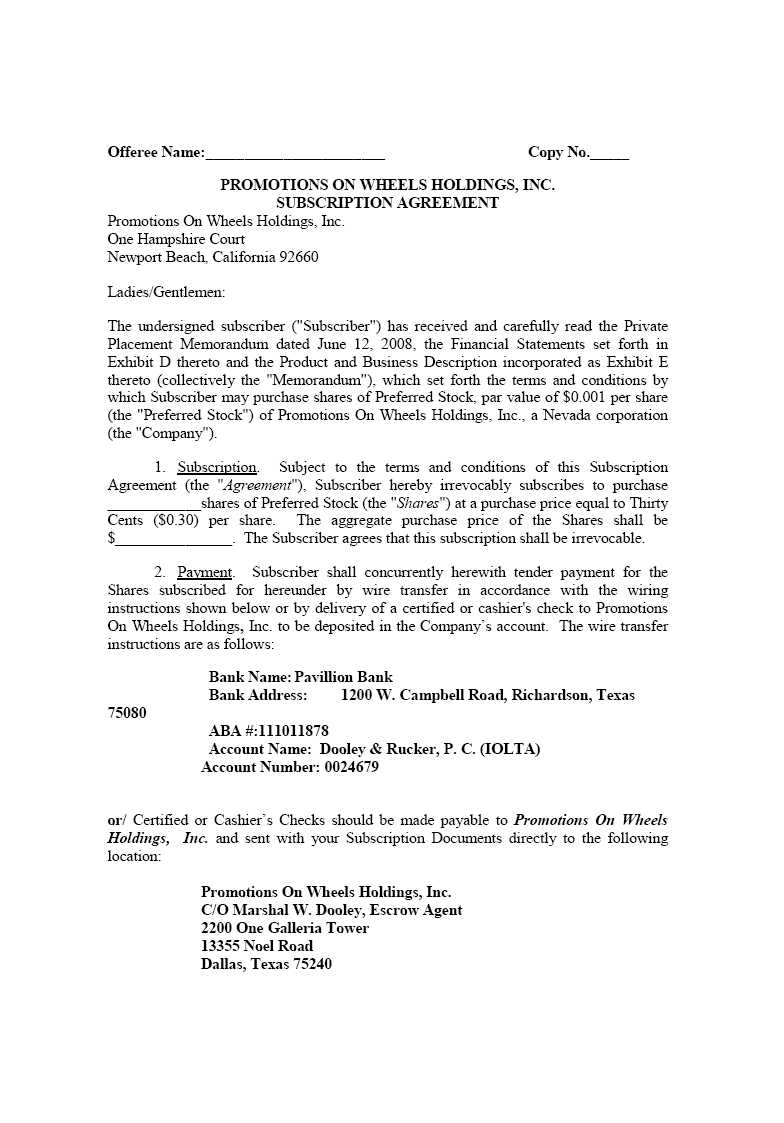 Offeree Name:_______________________ Copy No._____
PROMOTIONS ON WHEELS HOLDINGS, INC.
SUBSCRIPTION AGREEMENT
Promotions On Wheels Holdings, Inc.
One Hampshire Court
Newport Beach, California 92660
Ladies/Gentlemen:
The undersigned subscriber ("Subscriber") has received and carefully read the Private
Placement Memorandum dated June 12, 2008, the Financial Statements set forth in
Exhibit D thereto and the Product and Business Description incorporated as Exhibit E
thereto (collectively the "Memorandum"), which set forth the terms and conditions by
which Subscriber may purchase shares of Preferred Stock, par value of $0.001 per share
(the "Preferred Stock") of Promotions On Wheels Holdings, Inc., a Nevada corporation
(the "Company").
1. Subscription. Subject to the terms and conditions of this Subscription
Agreement (the "Agreement"), Subscriber hereby irrevocably subscribes to purchase
____________shares of Preferred Stock (the "Shares") at a purchase price equal to Thirty
Cents ($0.30) per share. The aggregate purchase price of the Shares shall be
$_______________. The Subscriber agrees that this subscription shall be irrevocable.
2. Payment. Subscriber shall concurrently herewith tender payment for the
Shares subscribed for hereunder by wire transfer in accordance with the wiring
instructions shown below or by delivery of a certified or cashier's check to Promotions
On Wheels Holdings, Inc. to be deposited in the Company's account. The wire transfer
instructions are as follows:
Bank Name: Pavillion Bank
Bank Address: 1200 W. Campbell Road, Richardson, Texas
75080
ABA #:111011878
Account Name: Dooley & Rucker, P. C. (IOLTA)
Account Number: 0024679
or/ Certified or Cashier's Checks should be made payable to Promotions On Wheels
Holdings, Inc. and sent with your Subscription Documents directly to the following
location:
Promotions On Wheels Holdings, Inc.
C/O Marshal W. Dooley, Escrow Agent
2200 One Galleria Tower
13355 Noel Road
Dallas, Texas 75240